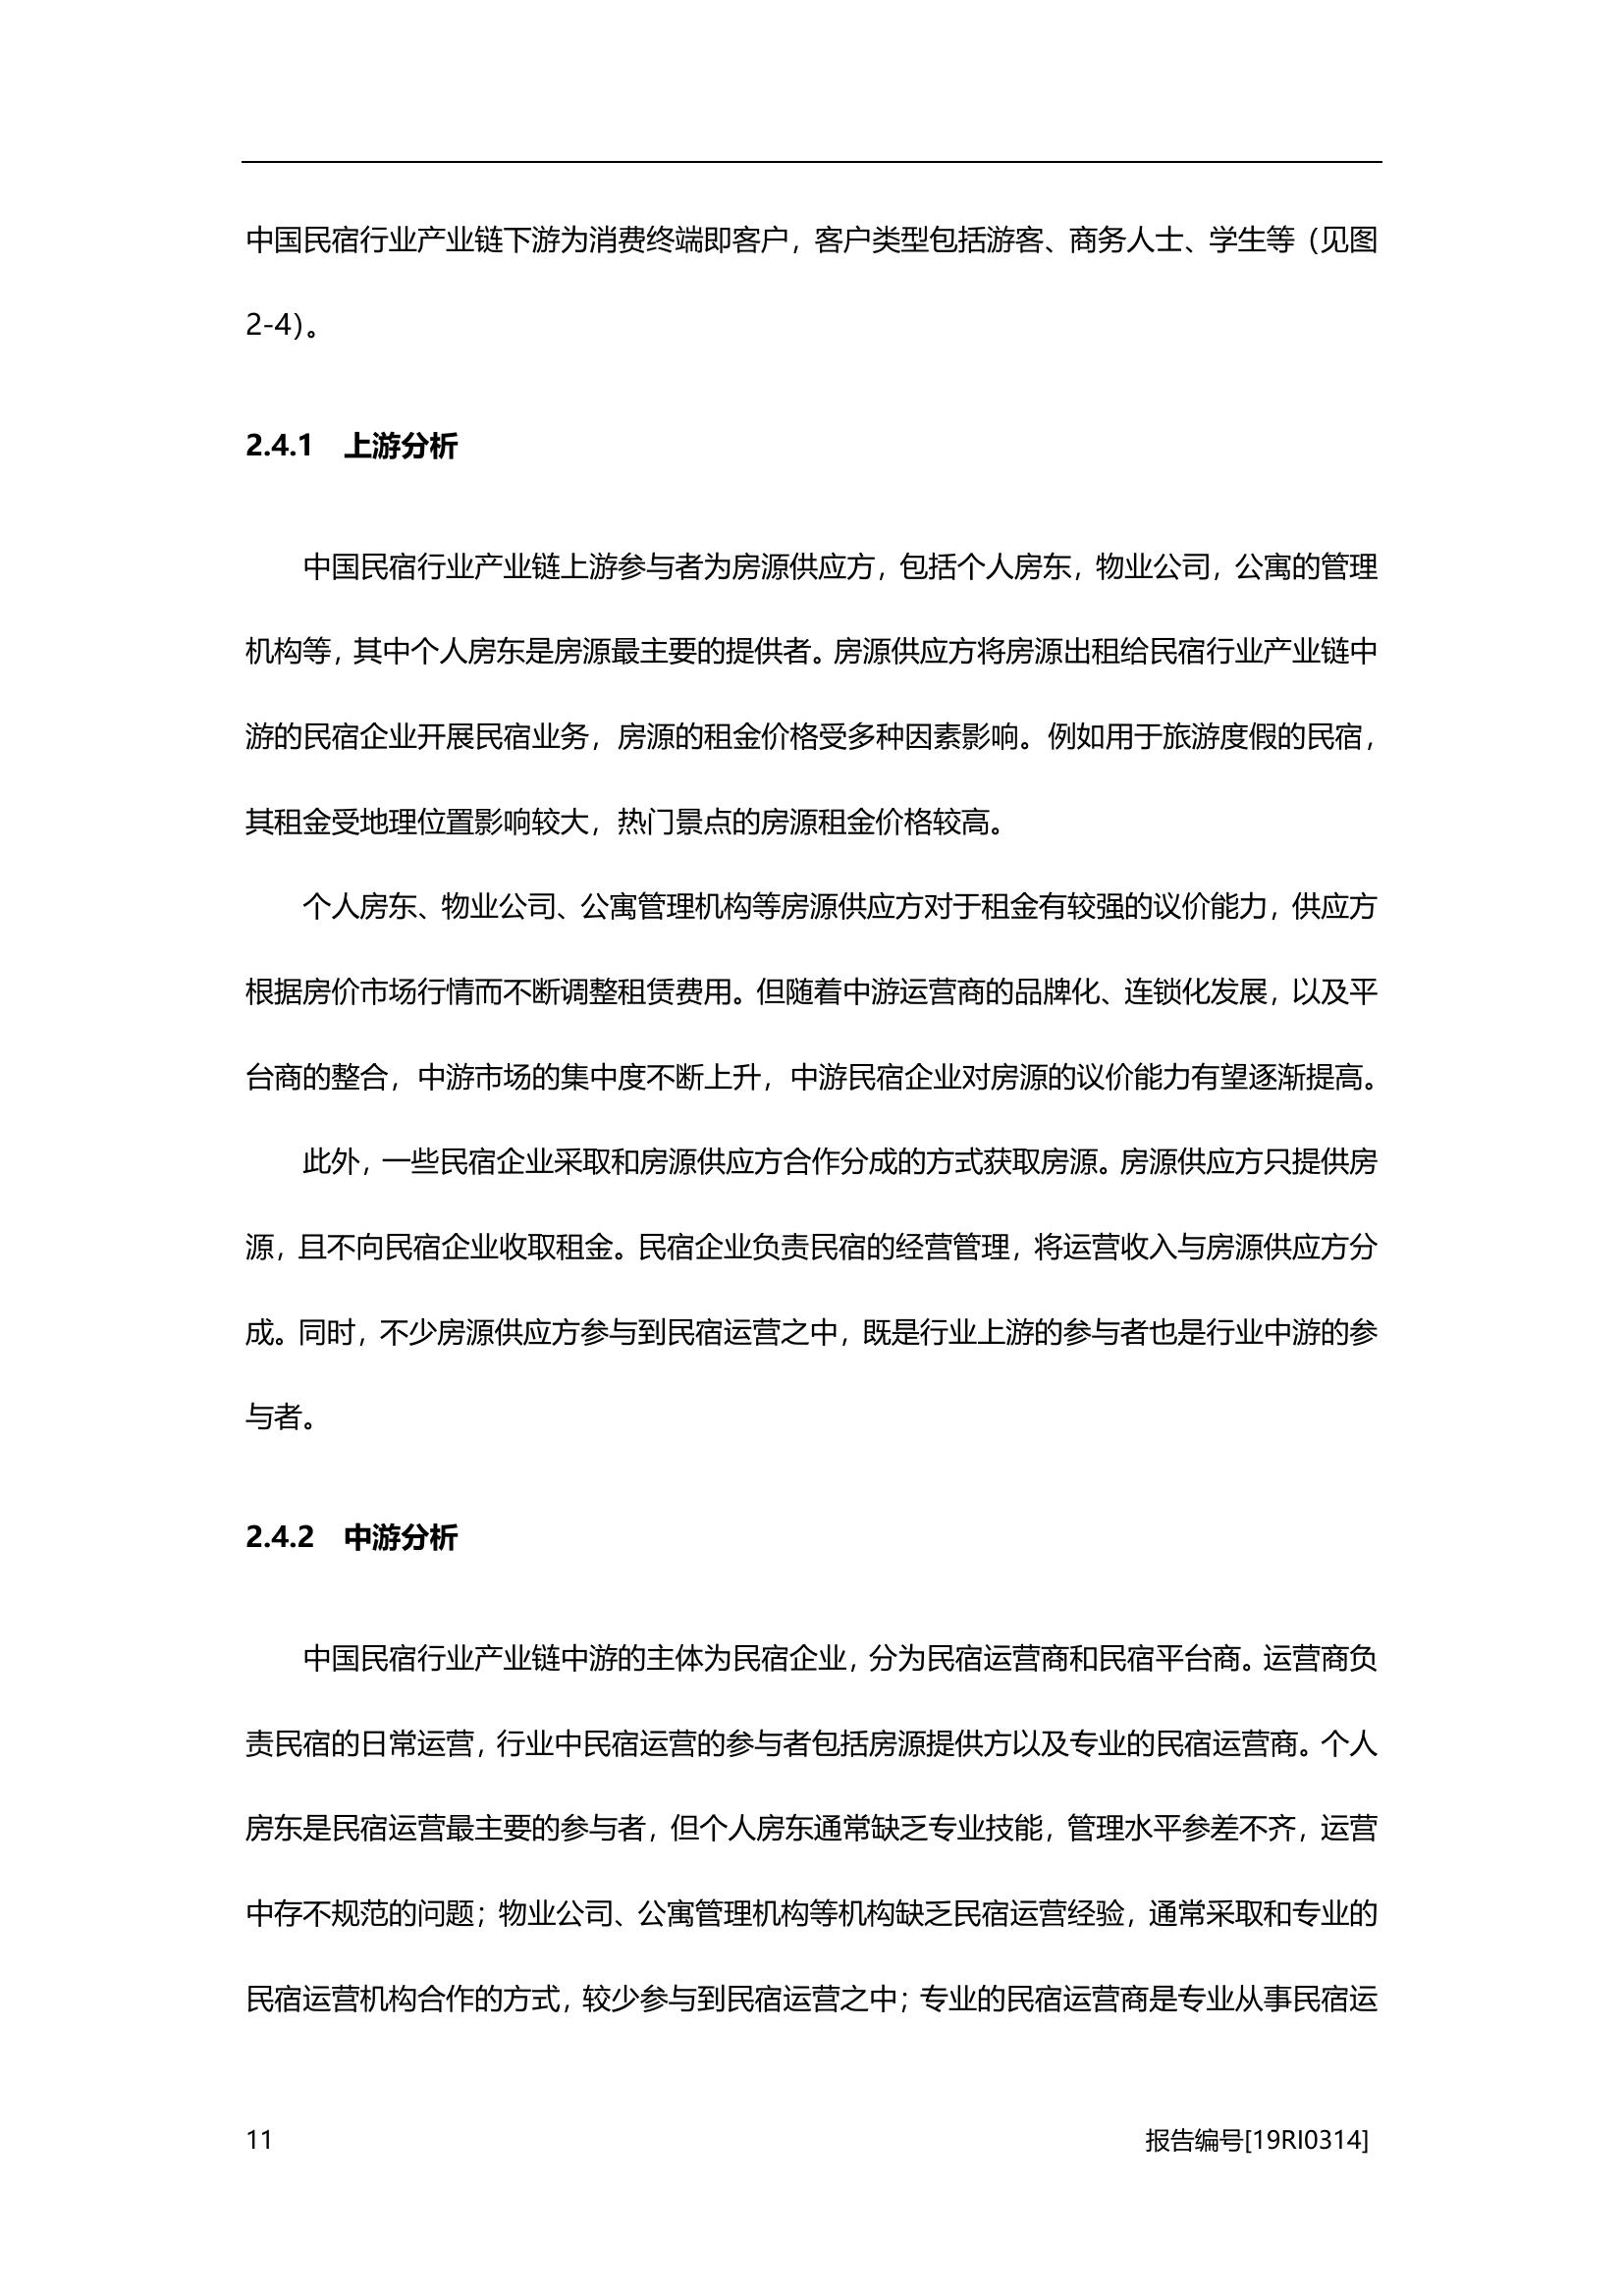 中国民宿行业产业链下游为消费终端即客户，客户类型包括游客、商务人士、学生等（见图
2-4）。
2.4.1 上游分析
中国民宿行业产业链上游参与者为房源供应方，包括个人房东，物业公司，公寓的管理
机构等，其中个人房东是房源最主要的提供者。房源供应方将房源出租给民宿行业产业链中
游的民宿企业开展民宿业务，房源的租金价格受多种因素影响。例如用于旅游度假的民宿，
其租金受地理位置影响较大，热门景点的房源租金价格较高。
个人房东、物业公司、公寓管理机构等房源供应方对于租金有较强的议价能力，供应方
根据房价市场行情而不断调整租赁费用。但随着中游运营商的品牌化、连锁化发展，以及平
台商的整合，中游市场的集中度不断上升，中游民宿企业对房源的议价能力有望逐渐提高。
此外，一些民宿企业采取和房源供应方合作分成的方式获取房源。房源供应方只提供房
源，且不向民宿企业收取租金。民宿企业负责民宿的经营管理，将运营收入与房源供应方分
成。同时，不少房源供应方参与到民宿运营之中，既是行业上游的参与者也是行业中游的参
与者。
2.4.2 中游分析
中国民宿行业产业链中游的主体为民宿企业，分为民宿运营商和民宿平台商。运营商负
责民宿的日常运营，行业中民宿运营的参与者包括房源提供方以及专业的民宿运营商。个人
房东是民宿运营最主要的参与者，但个人房东通常缺乏专业技能，管理水平参差不齐，运营
中存不规范的问题；物业公司、公寓管理机构等机构缺乏民宿运营经验，通常采取和专业的
民宿运营机构合作的方式，较少参与到民宿运营之中；专业的民宿运营商是专业从事民宿运
11 报告编号[19RI0314]